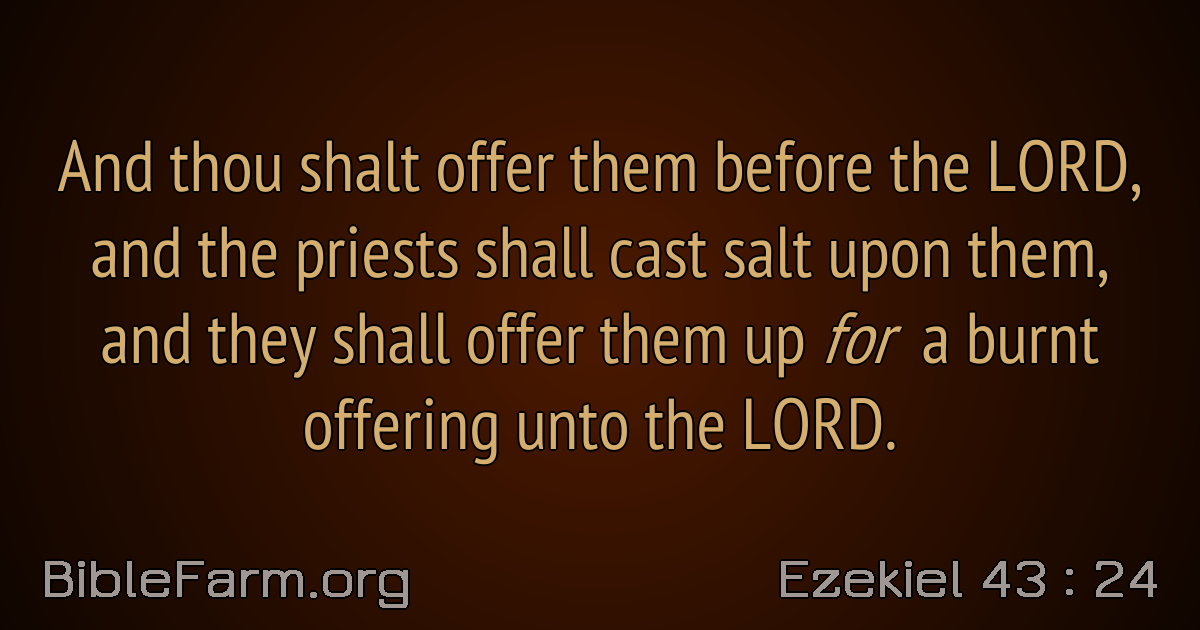 And thou shalt offer them before the LORD,
and the priests shall cast salt upon them,
and they shall offer them up for a burnt
offering unto the LORD.
BibleFarm.org
Ezekiel 43 : 24